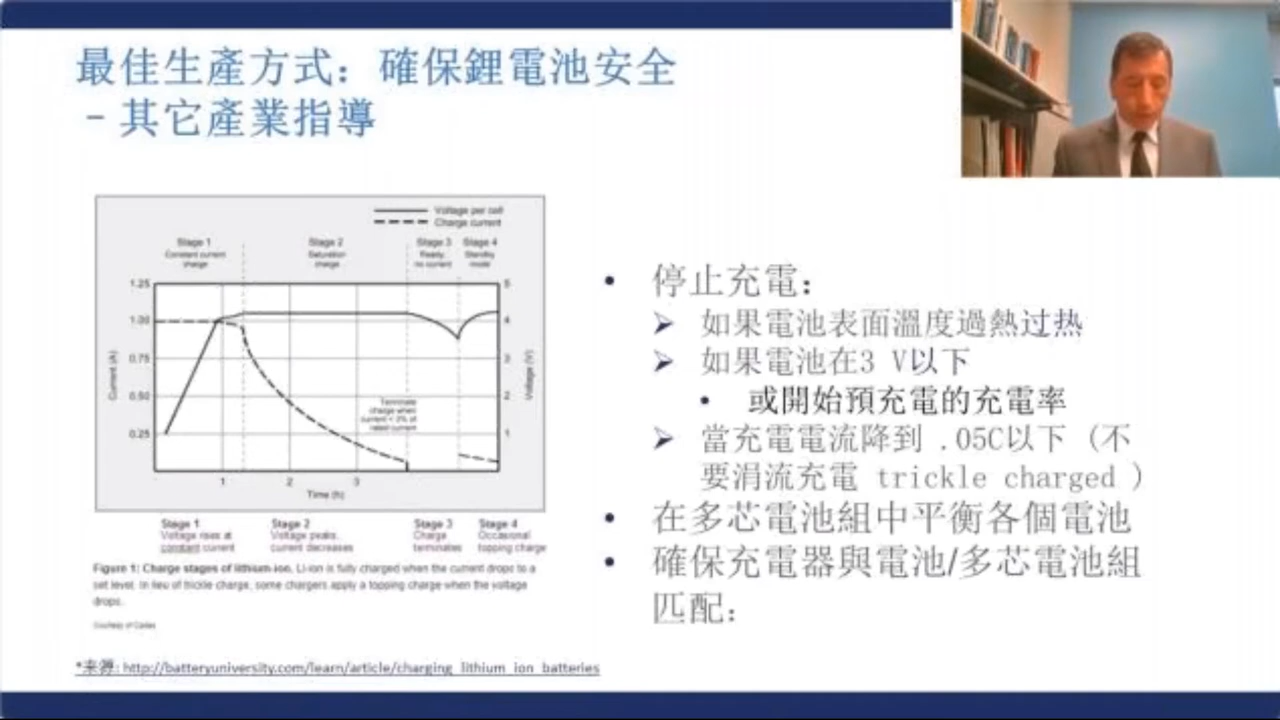 最佳生產方式：確保鋰電池安全
- 其它產業指導
Voltage per cell
Charge current
Stage 1
Constant current
charge
Stage 2
Saturation
charge
Stage 3
Ready,
no current
Stage 4
Standby
mode
1.25
1.00
0.75
0.50
0.25
Current (A)
5
4
3
2
1
Voltage (V)
Terminate
charge when
current < 3% of
rated current
1
2
3
Time (h)
Stage 1
Voltage rises at
constant current
Stage 2
Voltage peaks,
current decreases
Stage 3
Charge
terminates
Stage 4
Occasional
topping charge
Figure 1: Charge stages of lithium-ion. Li-ion is fully charged when the current drops to a
set level. In lieu of trickle charge, some chargers apply a topping charge when the voltage
drops.
Courtesy of Cadex
*来源: http://batteryuniversity.com/learn/article/charging_lithium_ion_batteries
• 停止充電：
➢ 如果電池表面溫度過熱过热
➢ 如果電池在3 V以下
• 或開始預充電的充電率
➢ 當充電電流降到 .05C以下 (不
要涓流充電 trickle charged )
• 在多芯電池組中平衡各個電池
• 確保充電器與電池/多芯電池組
匹配：